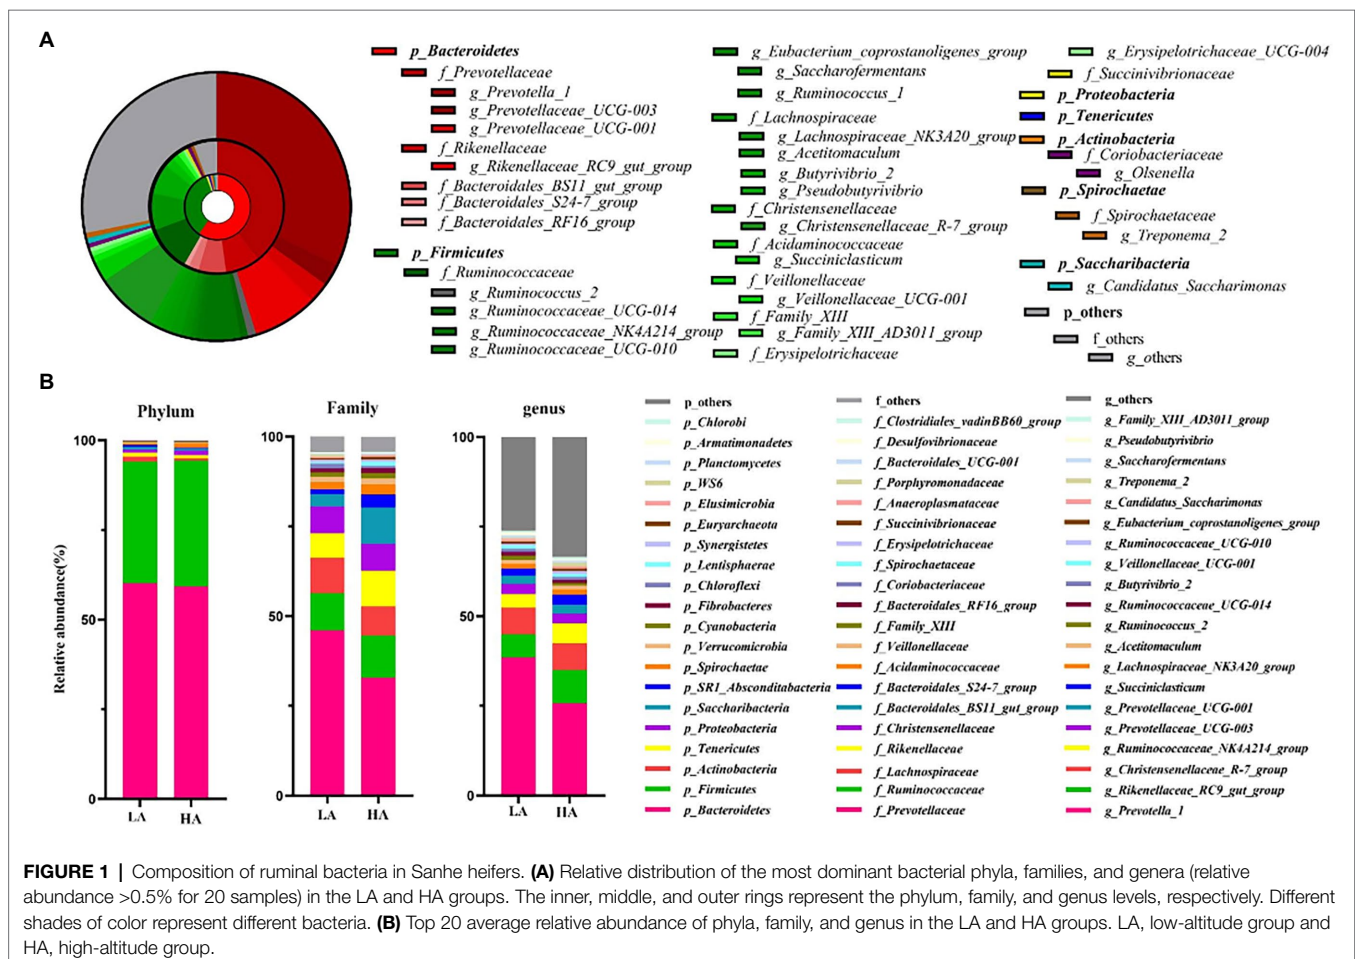 A
p_Bacteroidetes
f_Prevotellaceae
g_Prevotella_1
g_Prevotellaceae_UCG-003
g_Prevotellaceae_UCG-001
f_Rikenellaceae
g_Rikenellaceae_RC9_gut_group
f_Bacteroidales_BS11_gut_group
f_Bacteroidales_S24-7_group
f_Bacteroidales_RF16_group
p_Firmicutes
f_Ruminococcaceae
g_Ruminococcus_2
g_Ruminococcaceae_UCG-014
g_Ruminococcaceae_NK4A214_group
g_Ruminococcaceae_UCG-010
g_Eubacterium_coprostanoligenes_group
g_Saccharofermentans
g_Ruminococcus_1
f_Lachnospiraceae
g_Lachnospiraceae_NK3A20_group
g_Acetitomaculum
g_Butyrivibrio_2
g_Pseudobutyrivibrio
f_Christensenellaceae
g_Christensenellaceae_R-7_group
f_Acidaminococcaceae
g_Succiniclasticum
f_Veillonellaceae
g_Veillonellaceae_UCG-001
f_Family_XIII
g_Family_XIII_AD3011_group
f_Erysipelotrichaceae
g_Erysipelotrichaceae_UCG-004
f_Succinivibrionaceae
p_Proteobacteria
p_Tenericutes
p_Actinobacteria
f_Coriobacteriaceae
g_Olsenella
p_Spirochaetae
f_Spirochaetaceae
g_Treponema_2
p_Saccharibacteria
g_Candidatus_Saccharimonas
p_others
f_others
g_others
B
Phylum
Family
genus
Relative abundance(%)
100
50
0
LA
HA
100
50
0
LA
HA
100
50
0
LA
HA
p_others
p_Chlorobi
p_Armatimonadetes
p_Planctomycetes
p_WS6
p_Elusimicrobia
p_Euryarchaeota
p_Synergistetes
p_Lentisphaerae
p_Chloroflexi
p_Fibrobacteres
p_Cyanobacteria
p_Verrucomicrobia
p_Spirochaetae
p_SR1_Absconditabacteria
p_Saccharibacteria
p_Proteobacteria
p_Tenericutes
p_Actinobacteria
p_Firmicutes
p_Bacteroidetes
f_others
f_Clostridiales_vadinBB60_group
f_Desulfovibrionaceae
f_Bacteroidales_UCG-001
f_Porphyromonadaceae
f_Anaeroplasmataceae
f_Succinivibrionaceae
f_Erysipelotrichaceae
f_Spirochaetaceae
f_Coriobacteriaceae
f_Bacteroidales_RF16_group
f_Family_XIII
f_Veillonellaceae
f_Acidaminococcaceae
f_Bacteroidales_S24-7_group
f_Bacteroidales_BS11_gut_group
f_Christensenellaceae
f_Rikenellaceae
f_Lachnospiraceae
f_Ruminococcaceae
f_Prevotellaceae
g_others
g_Family_XIII_AD3011_group
g_Pseudobutyrivibrio
g_Saccharofermentans
g_Treponema_2
g_Candidatus_Saccharimonas
g_Eubacterium_coprostanoligenes_group
g_Ruminococcaceae_UCG-010
g_Veillonellaceae_UCG-001
g_Butyrivibrio_2
g_Ruminococcaceae_UCG-014
g_Ruminococcus_2
g_Acetitomaculum
g_Lachnospiraceae_NK3A20_group
g_Succiniclasticum
g_Prevotellaceae_UCG-001
g_Prevotellaceae_UCG-003
g_Ruminococcaceae_NK4A214_group
g_Christensenellaceae_R-7_group
g_Rikenellaceae_RC9_gut_group
g_Prevotella_1
FIGURE 1 | Composition of ruminal bacteria in Sanhe heifers. (A) Relative distribution of the most dominant bacterial phyla, families, and genera (relative
abundance >0.5% for 20 samples) in the LA and HA groups. The inner, middle, and outer rings represent the phylum, family, and genus levels, respectively. Different
shades of color represent different bacteria. (B) Top 20 average relative abundance of phyla, family, and genus in the LA and HA groups. LA, low-altitude group and
HA, high-altitude group.